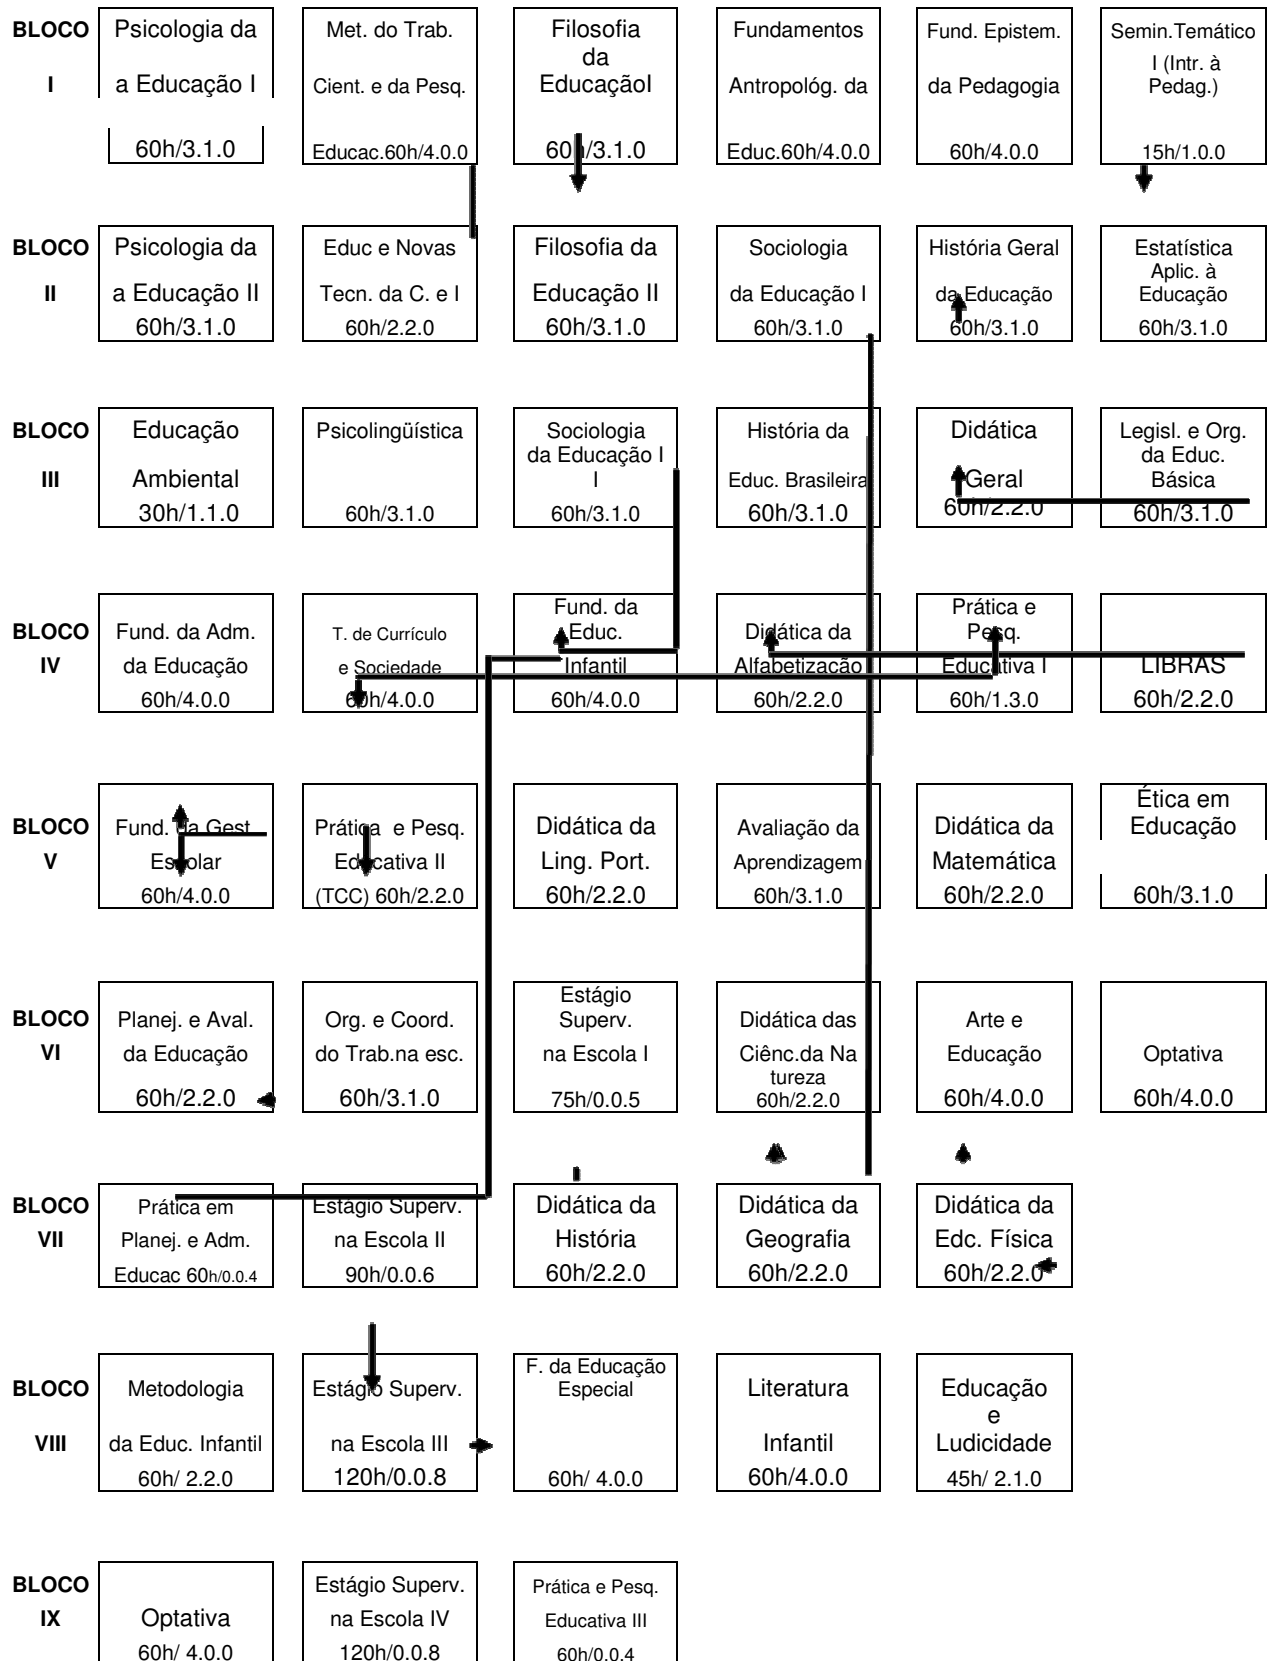 BLOCO
I
Psicologia da
a Educação I
60h/3.1.0
Met. do Trab.
Cient. e da Pesq.
Educac.60h/4.0.0
Filosofia
da
EducaçãoI
60h/3.1.0
Fundamentos
Antropológ. da
Educ.60h/4.0.0
Fund. Epistem.
da Pedagogia
60h/4.0.0
Semin.Temático
I (Intr. à
Pedag.)
15h/1.0.0
BLOCO
II
Psicologia da
a Educação II
60h/3.1.0
Educ e Novas
Tecn. da C. e I
60h/2.2.0
Filosofia da
Educação II
60h/3.1.0
Sociologia
da Educação I
60h/3.1.0
História Geral
da Educação
60h/3.1.0
Estatística
Aplic. à
Educação
60h/3.1.0
BLOCO
III
Educação
Ambiental
30h/1.1.0
Psicolingüística
60h/3.1.0
Sociologia
da Educação I
I
60h/3.1.0
História da
Educ. Brasileira
60h/3.1.0
Didática
Geral
60h/2.2.0
Legisl. e Org.
da Educ.
Básica
60h/3.1.0
BLOCO
IV
Fund. da Adm.
da Educação
60h/4.0.0
T. de Currículo
e Sociedade
60h/4.0.0
Fund. da
Educ.
Infantil
60h/4.0.0
Didática da
Alfabetização
60h/2.2.0
Prática e
Pesq.
Educativa I
60h/1.3.0
LIBRAS
60h/2.2.0
BLOCO
V
Fund. da Gest.
Escolar
60h/4.0.0
Prática e Pesq.
Educativa II
(TCC) 60h/2.2.0
Didática da
Ling. Port.
60h/2.2.0
Avaliação da
Aprendizagem
60h/3.1.0
Didática da
Matemática
60h/2.2.0
Ética em
Educação
60h/3.1.0
BLOCO
VI
Planej. e Aval.
da Educação
60h/2.2.0
Org. e Coord.
do Trab.na esc.
60h/3.1.0
Estágio
Superv.
na Escola I
75h/0.0.5
Didática das
Ciênc.da Na
tureza
60h/2.2.0
Arte e
Educação
60h/4.0.0
Optativa
60h/4.0.0
BLOCO
VII
Prática em
Planej. e Adm.
Educac 60h/0.0.4
Estágio Superv.
na Escola II
90h/0.0.6
Didática da
História
60h/2.2.0
Didática da
Geografia
60h/2.2.0
Didática da
Edc. Física
60h/2.2.0
BLOCO
VIII
Metodologia
da Educ. Infantil
60h/ 2.2.0
Estágio Superv.
na Escola III
120h/0.0.8
F. da Educação
Especial
60h/ 4.0.0
Literatura
Infantil
60h/4.0.0
Educação
e
Ludicidade
45h/ 2.1.0
BLOCO
IX
Optativa
60h/ 4.0.0
Estágio Superv.
na Escola IV
120h/0.0.8
Prática e Pesq.
Educativa III
60h/0.0.4